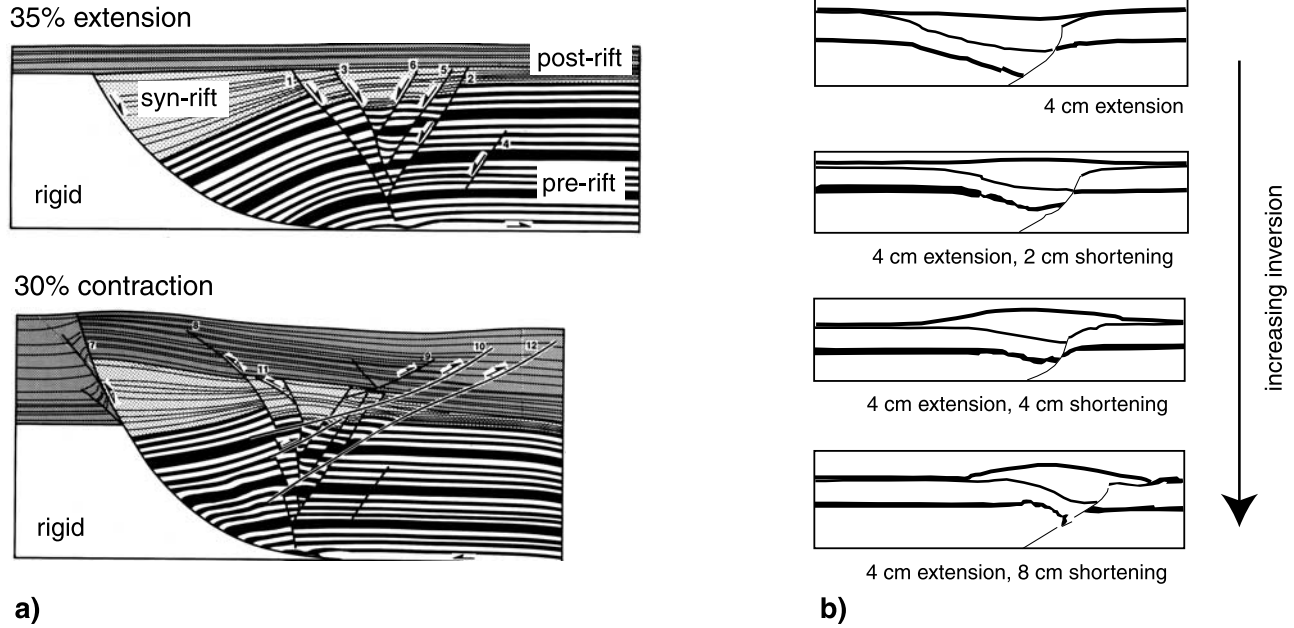 35% extension
post-rift
syn-rift
1
3
6
5
2
4
rigid
pre-rift
30% contraction
7
8
11
9
10
12
rigid
a)
4 cm extension
4 cm extension, 2 cm shortening
4 cm extension, 4 cm shortening
4 cm extension, 8 cm shortening
increasing inversion
b)